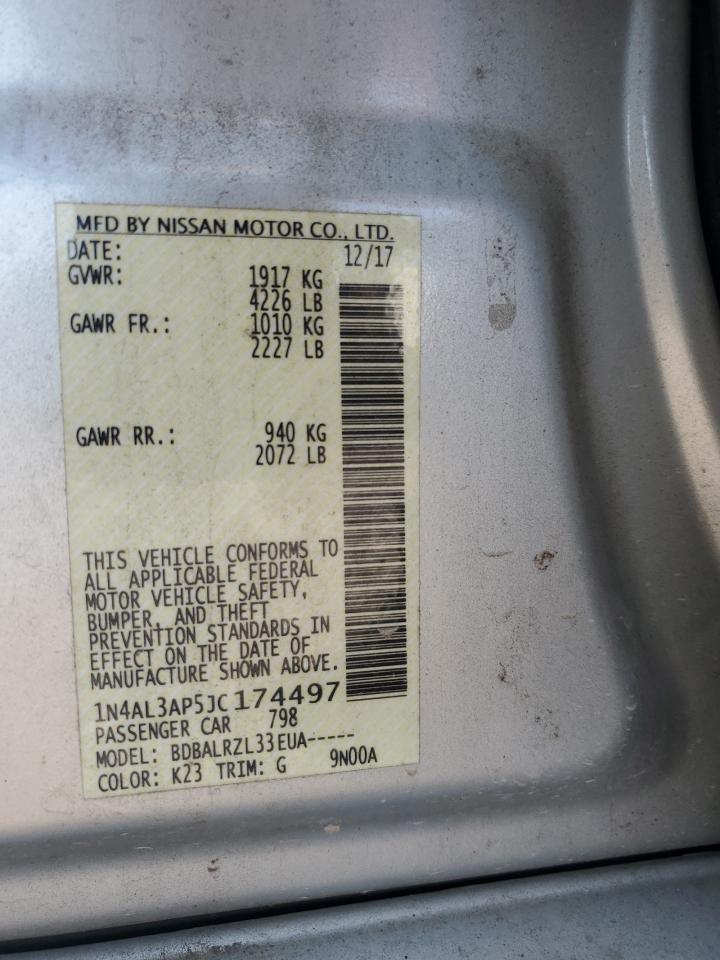 MFD BY NISSAN MOTOR CO., LTD.
DATE: 12/17
GVWR: 1917 KG
4226 LB
GAWR FR.: 1010 KG
2227 LB
GAWR RR.: 940 KG
2072 LB
THIS VEHICLE CONFORMS TO
ALL APPLICABLE FEDERAL
MOTOR VEHICLE SAFETY,
BUMPER, AND THEFT
PREVENTION STANDARDS IN
EFFECT ON THE DATE OF
MANUFACTURE SHOWN ABOVE.
1N4AL3AP5JC174497
PASSENGER CAR 798
MODEL: BDBALRZL33EUA-----
COLOR: K23 TRIM: G 9N00A